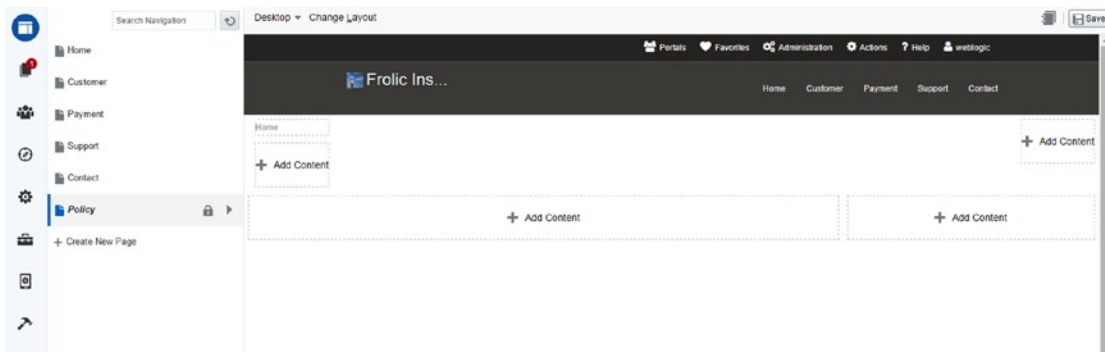 Search Navigation
Desktop Change Layout
Save
1
Home
Customer
Payment
Support
Contact
Policy
+ Create New Page
Portals Favorites Administration Actions ? Help weblogic
Frolic Ins...
Home Customer Payment Support Contact
Home
+ Add Content
+ Add Content
+ Add Content
+ Add Content